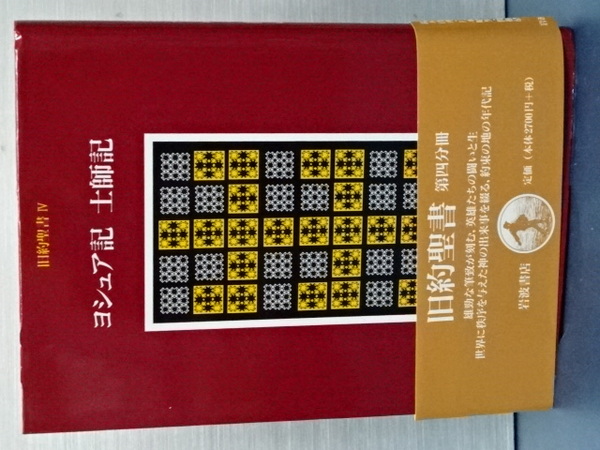 旧約聖書 Ⅳ
ヨシュア記 士師記
旧約聖書 第四分冊
雄勁な筆致が刻む、英雄たちの闘いと生
世界に秩序を与えた神の出来事を綴る、約束の地の年代記
岩波書店
定価（本体2700円+税）